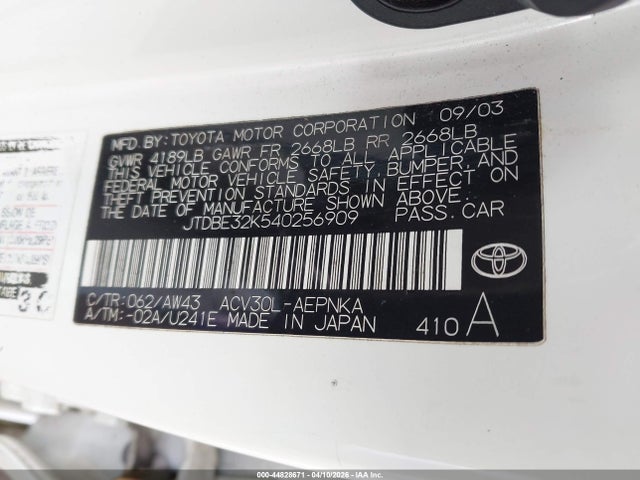 MFD. BY: TOYOTA MOTOR CORPORATION 09/03
GVWR 4189LB GAWR FR 2668LB RR 2668LB
THIS VEHICLE CONFORMS TO ALL APPLICABLE
FEDERAL MOTOR VEHICLE SAFETY, BUMPER, AND
THEFT PREVENTION STANDARDS IN EFFECT ON
THE DATE OF MANUFACTURE SHOWN ABOVE.
JTDBE32K540256909 PASS. CAR
C/TR: 062/AW43 ACV30L-AEPNKA
A/TM: -02A/U241E MADE IN JAPAN 410 A
000-44828671 - 04/10/2026 - IAAI.COM